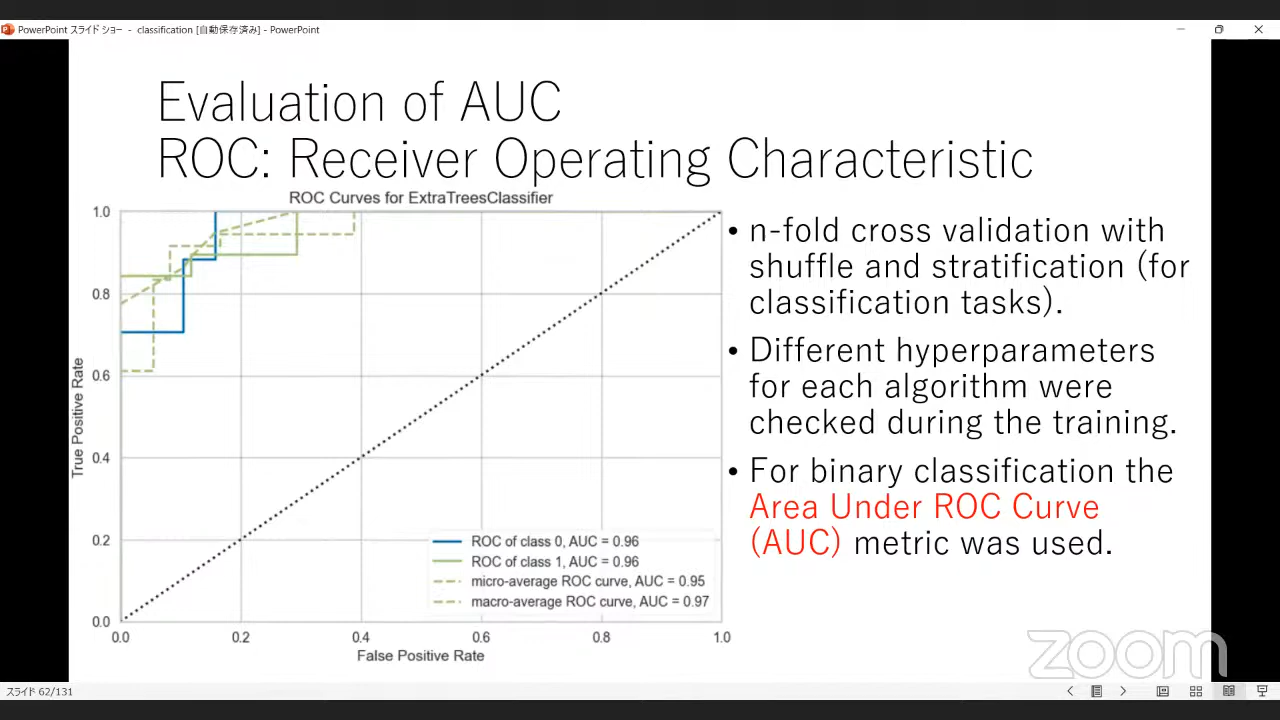 PowerPoint スライド ショー - classification [自動保存済み] - PowerPoint
Evaluation of AUC
ROC: Receiver Operating Characteristic
ROC Curves for ExtraTreesClassifier
1.0
0.8
0.6
0.4
0.2
0.0
True Positive Rate
0.0
0.2
0.4
0.6
0.8
1.0
False Positive Rate
ROC of class 0, AUC = 0.96
ROC of class 1, AUC = 0.96
micro-average ROC curve, AUC = 0.95
macro-average ROC curve, AUC = 0.97
• n-fold cross validation with
shuffle and stratification (for
classification tasks).
• Different hyperparameters
for each algorithm were
checked during the training.
• For binary classification the
Area Under ROC Curve
(AUC) metric was used.
zoom
スライド 62/131